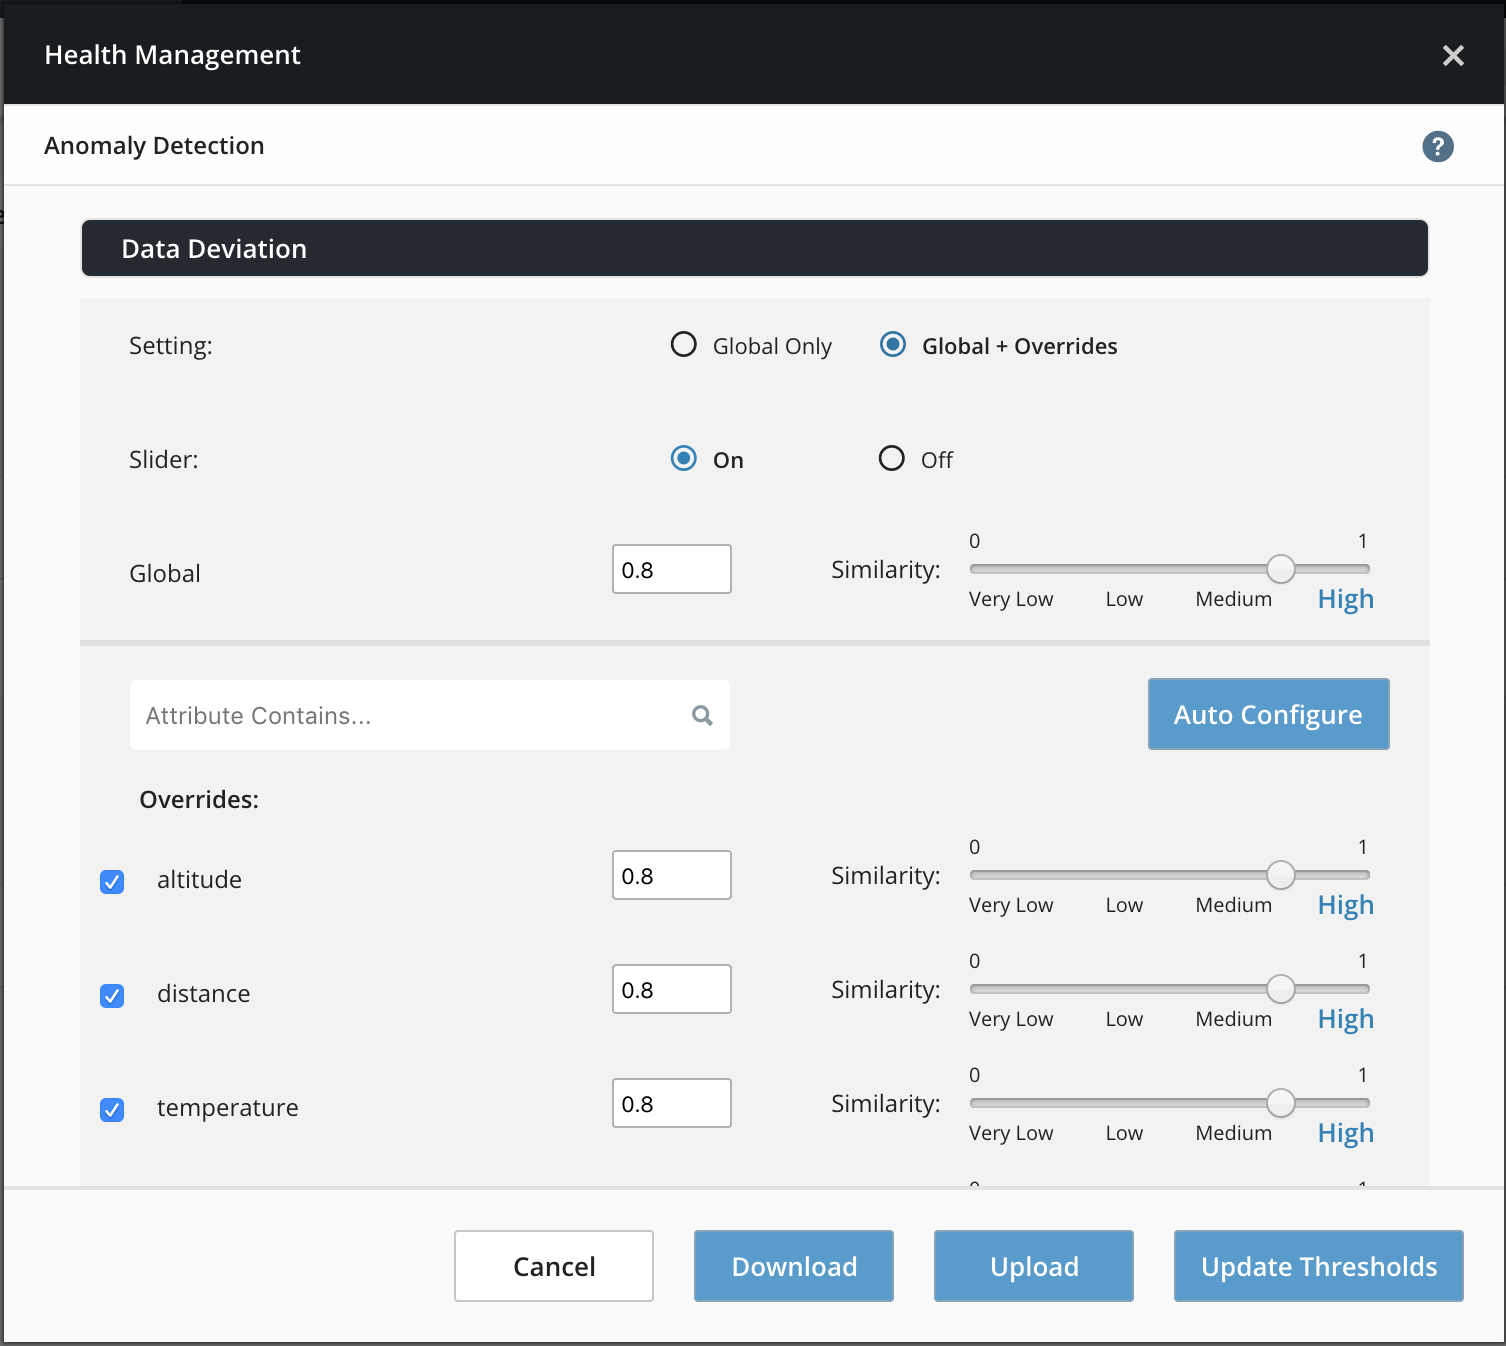 Health Management
Anomaly Detection
?
Data Deviation
Setting: Global Only Global + Overrides
Slider: On Off
0 1
Global 0.8 Similarity:
Very Low Low Medium High
Attribute Contains...
Auto Configure
Overrides:
0 1
altitude 0.8 Similarity:
Very Low Low Medium High
0 1
distance 0.8 Similarity:
Very Low Low Medium High
0 1
temperature 0.8 Similarity:
Very Low Low Medium High
Cancel Download Upload Update Thresholds